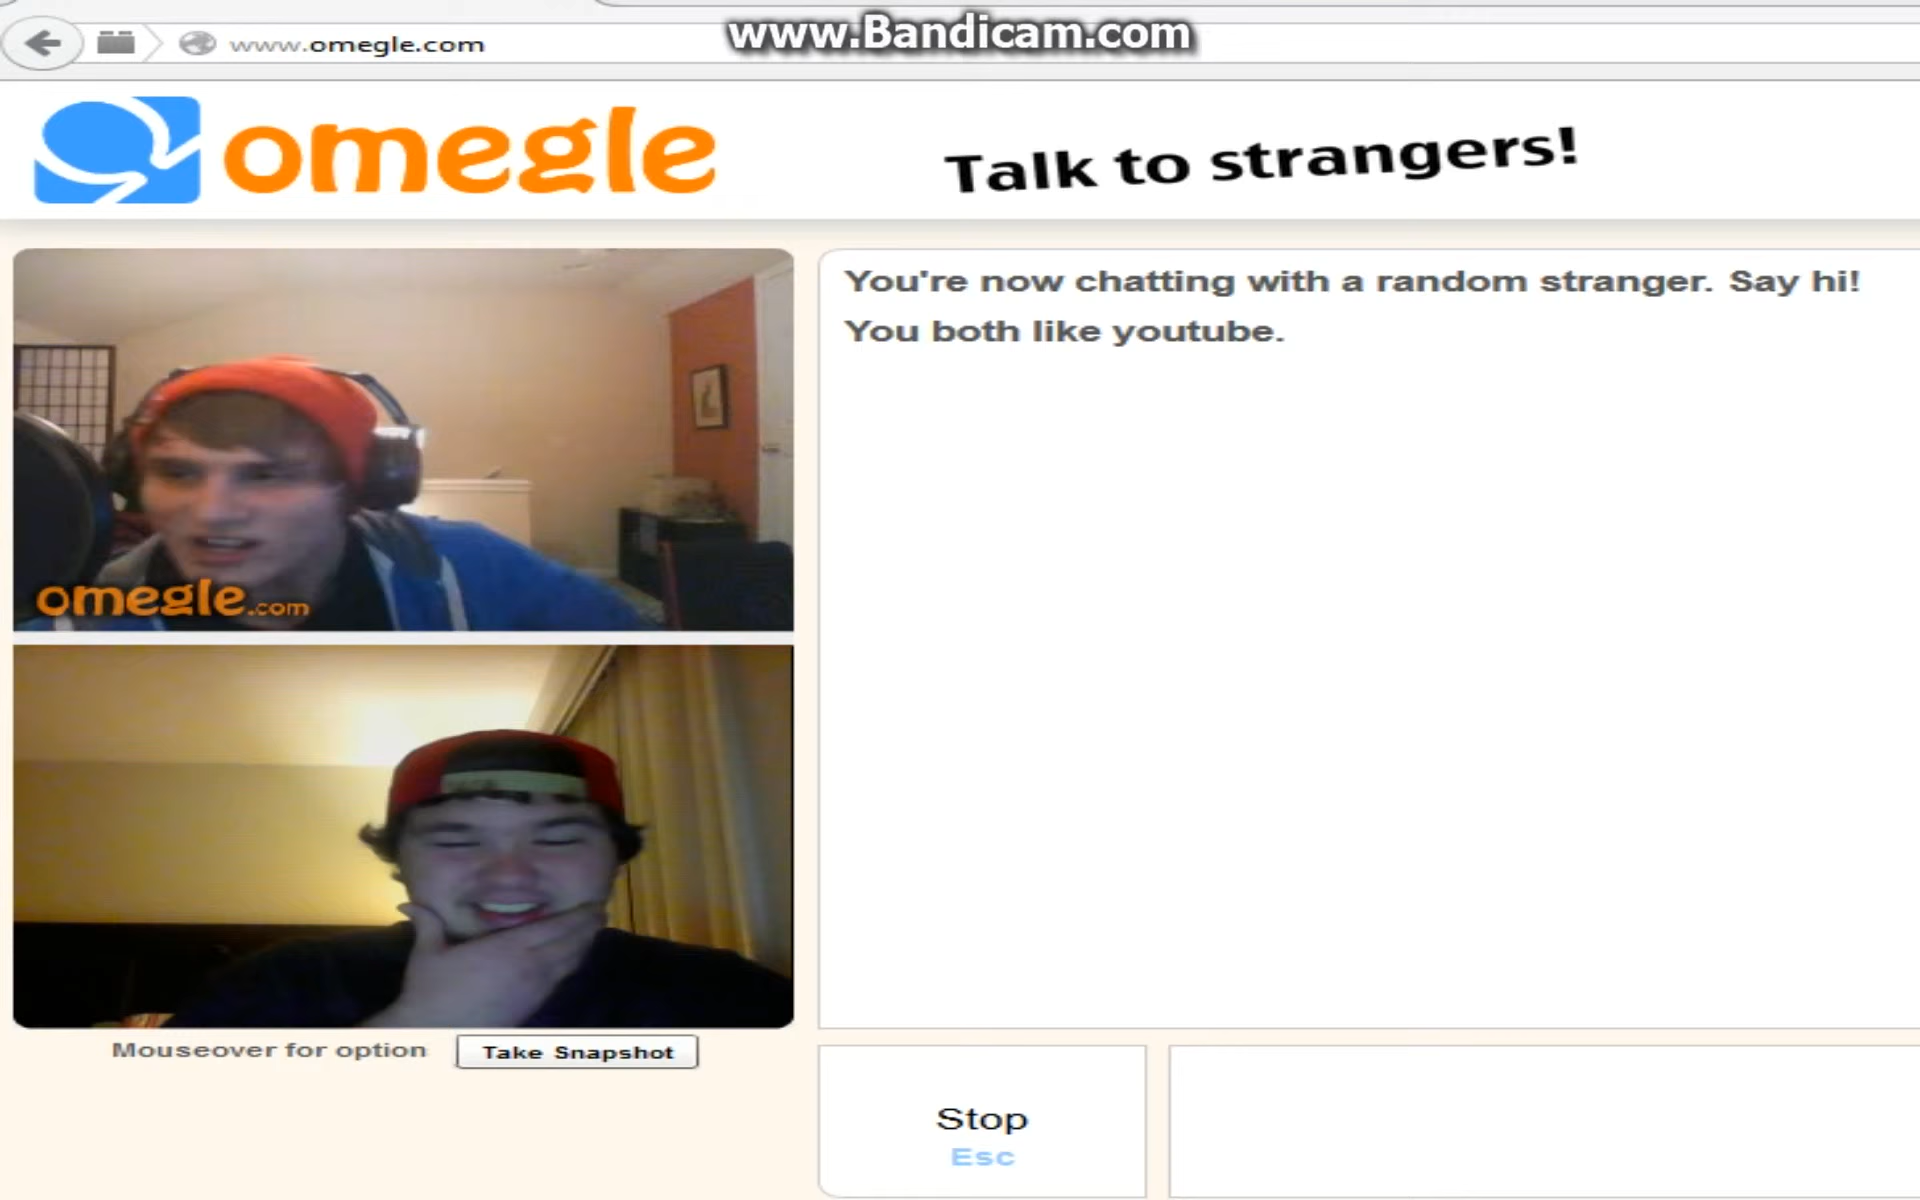 www.Bandicam.com
www.omegle.com
omegle
Talk to strangers!
You're now chatting with a random stranger. Say hi!
You both like youtube.
omegle.com
Mouseover for option
Take Snapshot
Stop
Esc